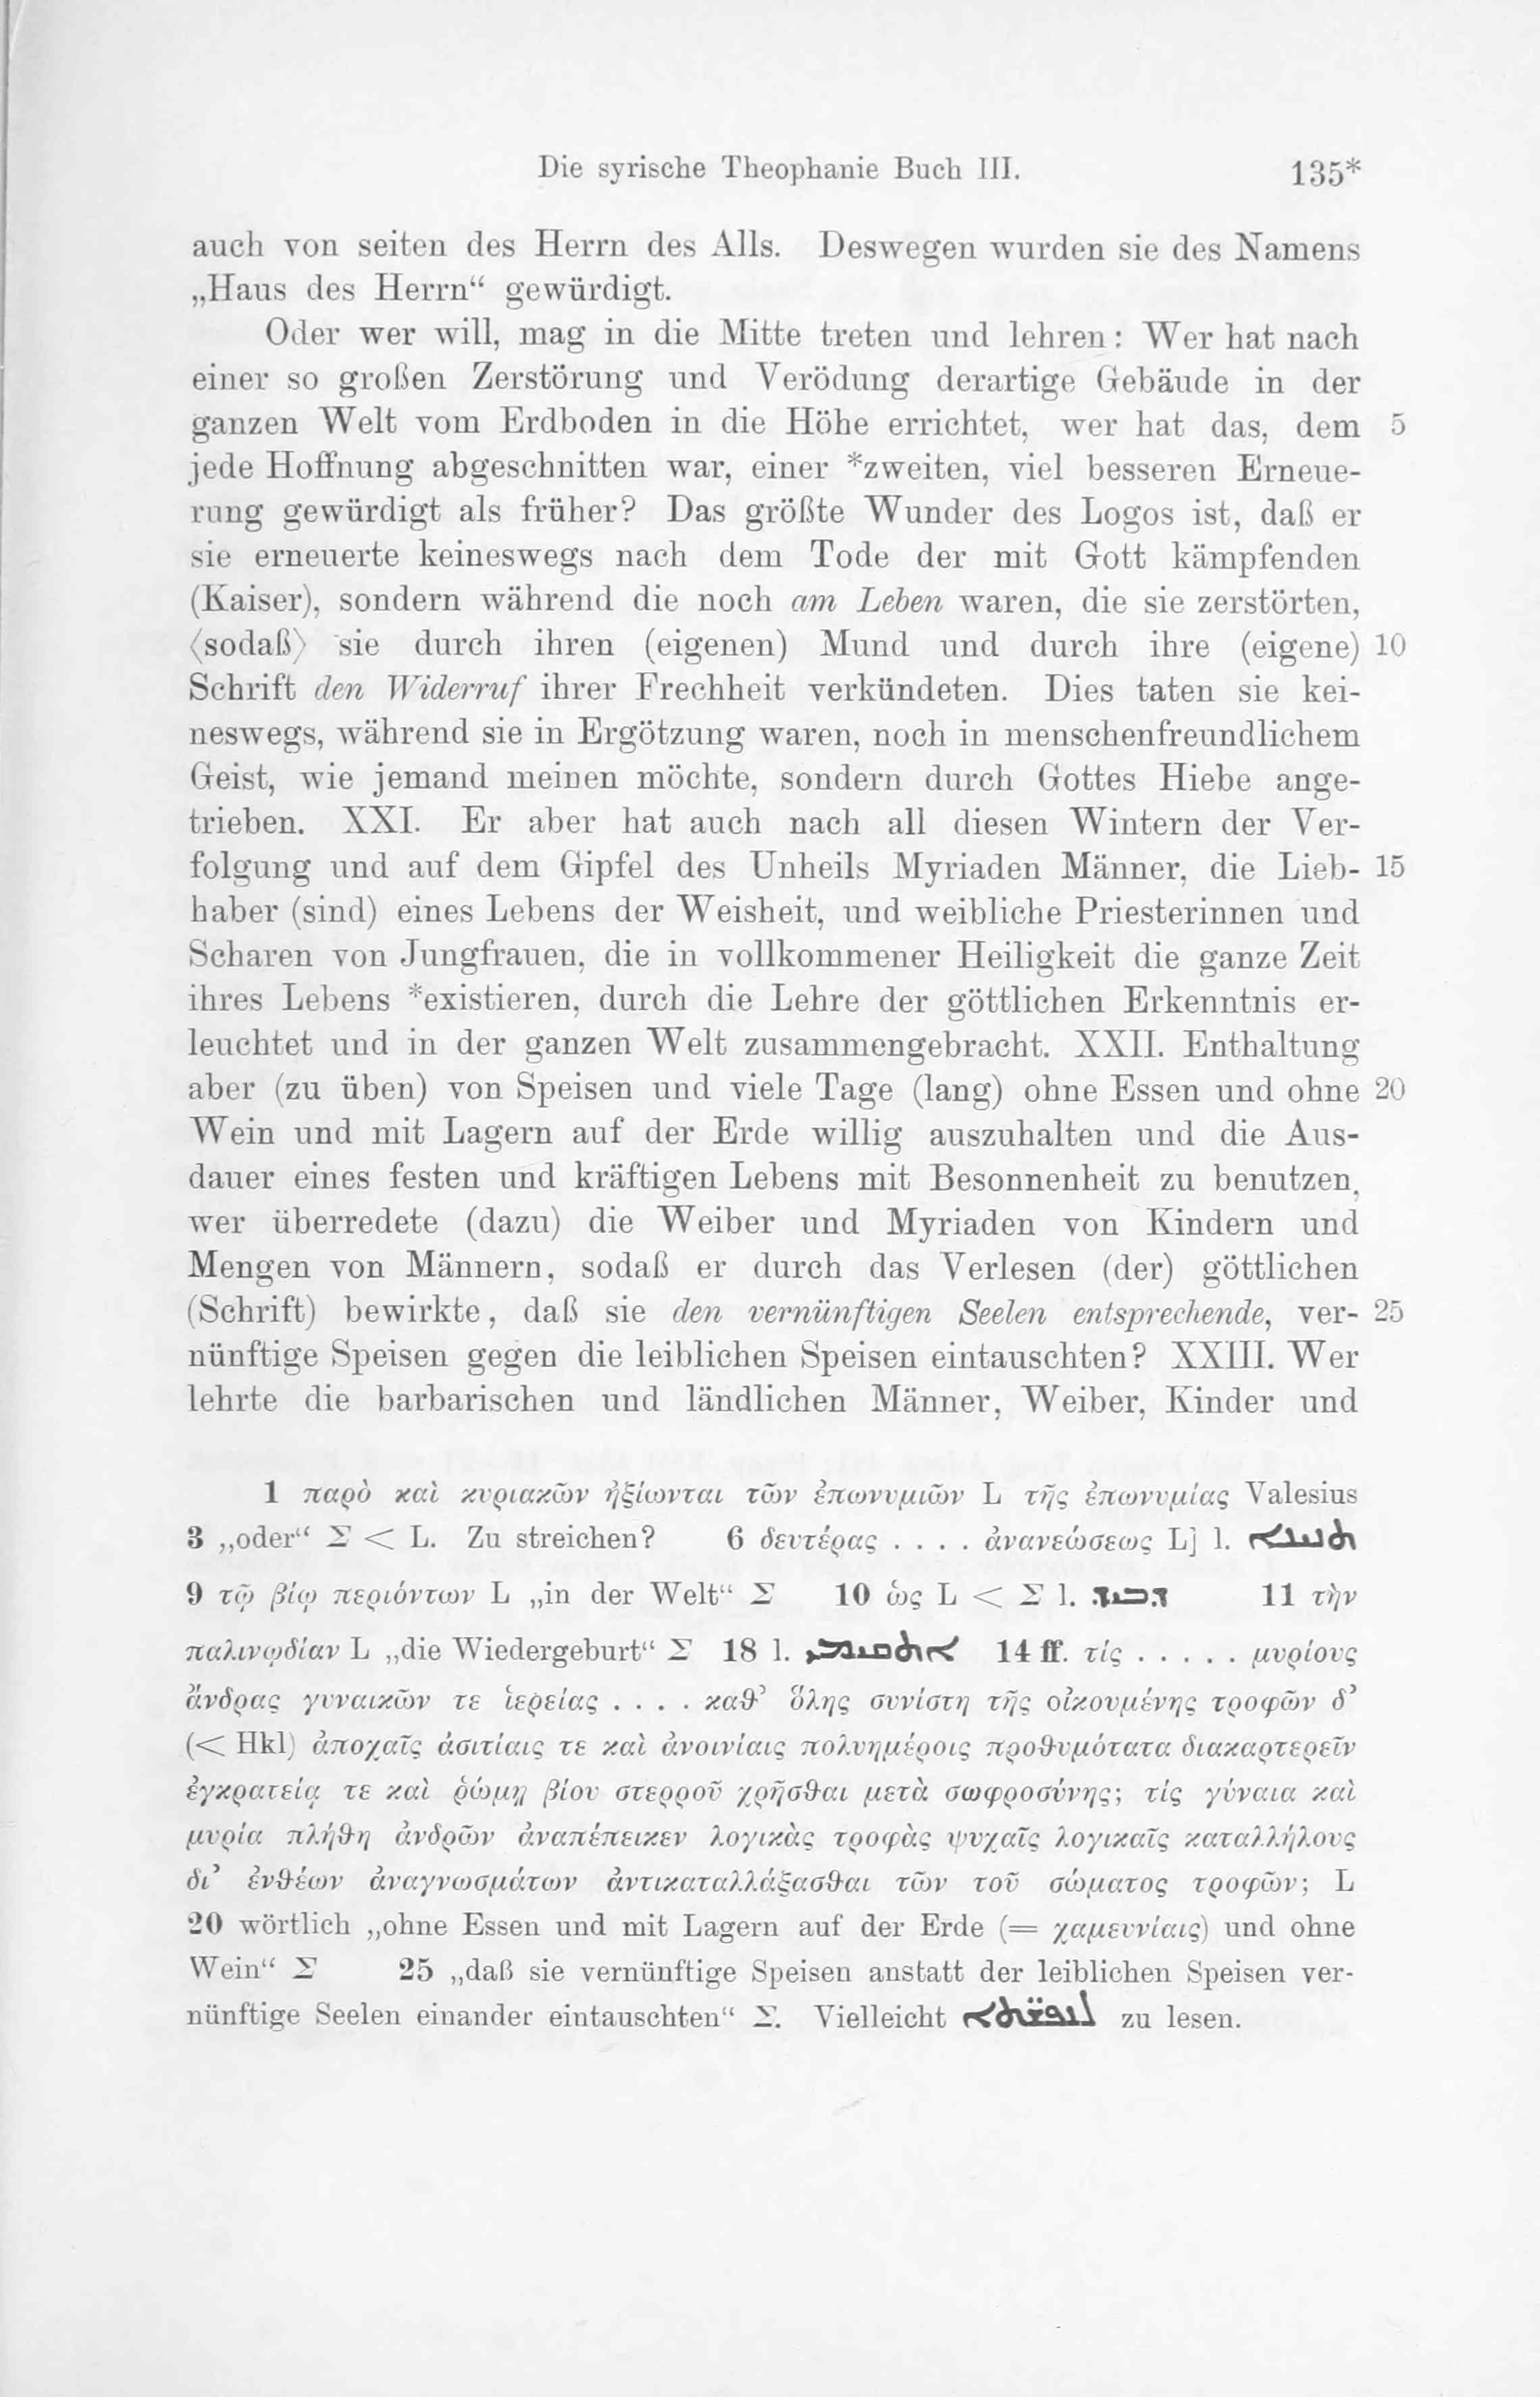 Die syrische Theophanie Buch III. 135*
auch von seiten des Herrn des Alls. Deswegen wurden sie des Namens
„Haus des Herrn“ gewürdigt.
Oder wer will, mag in die Mitte treten und lehren: Wer hat nach
einer so großen Zerstörung und Verödung derartige Gebäude in der
ganzen Welt vom Erdboden in die Höhe errichtet, wer hat das, dem 5
jede Hoffnung abgeschnitten war, einer *zweiten, viel besseren Erneue-
rung gewürdigt als früher? Das größte Wunder des Logos ist, daß er
sie erneuerte keineswegs nach dem Tode der mit Gott kämpfenden
(Kaiser), sondern während die noch am Leben waren, die sie zerstörten,
⟨sodaß⟩ sie durch ihren (eigenen) Mund und durch ihre (eigene) 10
Schrift den Widerruf ihrer Frechheit verkündeten. Dies taten sie kei-
neswegs, während sie in Ergötzung waren, noch in menschenfreundlichem
Geist, wie jemand meinen möchte, sondern durch Gottes Hiebe ange-
trieben. XXI. Er aber hat auch nach all diesen Wintern der Ver-
folgung und auf dem Gipfel des Unheils Myriaden Männer, die Lieb- 15
haber (sind) eines Lebens der Weisheit, und weibliche Priesterinnen und
Scharen von Jungfrauen, die in vollkommener Heiligkeit die ganze Zeit
ihres Lebens *existieren, durch die Lehre der göttlichen Erkenntnis er-
leuchtet und in der ganzen Welt zusammengebracht. XXII. Enthaltung
aber (zu üben) von Speisen und viele Tage (lang) ohne Essen und ohne 20
Wein und mit Lagern auf der Erde willig auszuhalten und die Aus-
dauer eines festen und kräftigen Lebens mit Besonnenheit zu benutzen,
wer überredete (dazu) die Weiber und Myriaden von Kindern und
Mengen von Männern, sodaß er durch das Verlesen (der) göttlichen
(Schrift) bewirkte, daß sie den vernünftigen Seelen entsprechende, ver- 25
nünftige Speisen gegen die leiblichen Speisen eintauschten? XXIII. Wer
lehrte die barbarischen und ländlichen Männer, Weiber, Kinder und
1 παρὸ καὶ κυριακῶν ἠξίωνται τῶν ἐπωνυμιῶν L τῆς ἐπωνυμίας Valesius
3 „oder“ Σ < L. Zu streichen? 6 δευτέρας . . . . ἀνανεώσεως L] l.
9 τῷ βίῳ περιόντων L „in der Welt“ Σ 10 ὡς L < Σ l. 11 τὴν
παλινῳδίαν L „die Wiedergeburt“ Σ 18 l. 14 ff. τίς . . . . . μυρίους
ἄνδρας γυναικῶν τε ἱερείας . . . . καθ’ ὅλης συνίστη τῆς οἰκουμένης τροφῶν δ’
(< Hkl) ἀποχαῖς ἀσιτίαις τε καὶ ἀνοινίαις πολυημέροις προθυμότατα διακαρτερεῖν
ἐγκρατείᾳ τε καὶ ῥώμῃ βίου στερροῦ χρῆσθαι μετὰ σωφροσύνης; τίς γύναια καὶ
μυρία πλήθη ἀνδρῶν ἀναπέπεικεν λογικὰς τροφὰς ψυχαῖς λογικαῖς καταλλήλους
δι’ ἐνθέων ἀναγνωσμάτων ἀντικαταλλάξασθαι τῶν τοῦ σώματος τροφῶν; L
20 wörtlich „ohne Essen und mit Lagern auf der Erde (= χαμευνίαις) und ohne
Wein“ Σ 25 „daß sie vernünftige Speisen anstatt der leiblichen Speisen ver-
nünftige Seelen einander eintauschten“ Σ. Vielleicht zu lesen.